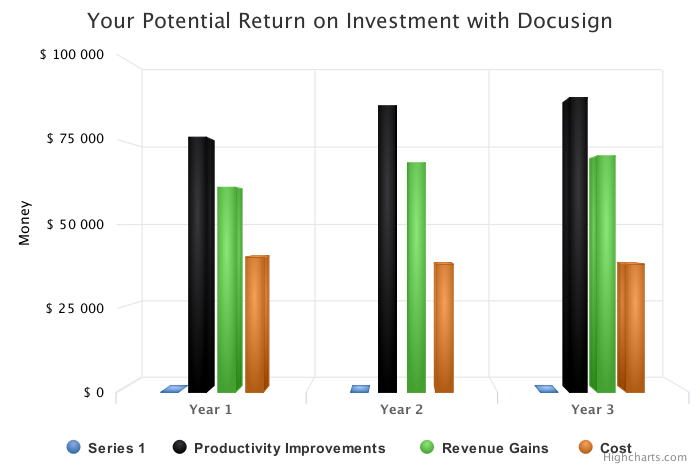 Your Potential Return on Investment with Docusign
$ 100 000
$ 75 000
$ 50 000
$ 25 000
$ 0
Money
Year 1 Year 2 Year 3
Series 1 Productivity Improvements Revenue Gains Cost
Highcharts.com